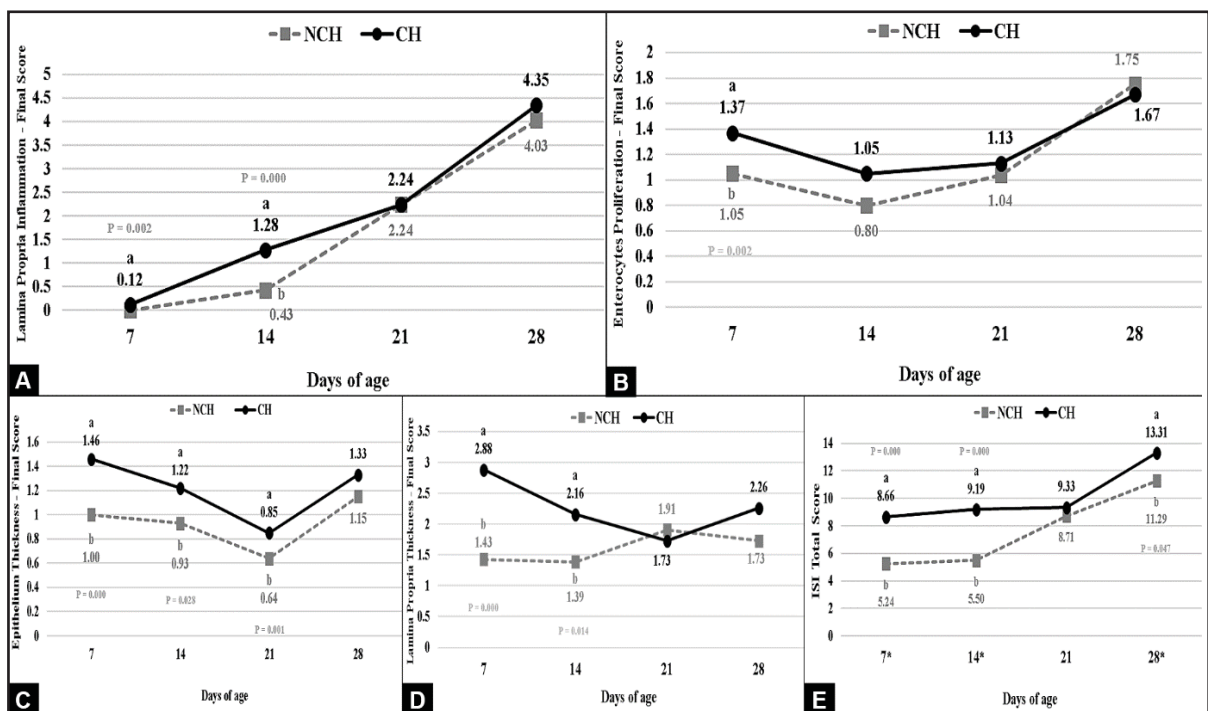 NCH CH
Lamina Propria Inflammation - Final Score
5
4.5
4
3.5
3
2.5
2
1.5
1
0.5
0
P = 0.002
a
0.12
P = 0.000
a
1.28
b
0.43
2.24
2.24
4.35
4.03
7 14 21 28
Days of age
A
NCH CH
Enterocytes Proliferation - Final Score
2
1.8
1.6
1.4
1.2
1
0.8
0.6
0.4
0.2
0
a
1.37
b
1.05
P = 0.002
1.05
0.80
1.13
1.04
1.75
1.67
7 14 21 28
Days of age
B
NCH CH
Epithelium Thickness - Final Score
1.6
1.4
1.2
1
0.8
0.6
0.4
0.2
0
a
1.46
b
1.00
P = 0.000
a
1.22
b
0.93
P = 0.028
a
0.85
b
0.64
P = 0.001
1.33
1.15
7 14 21 28
Days of age
C
NCH CH
Lamina Propria Thickness - Final Score
3.5
3
2.5
2
1.5
1
0.5
0
a
2.88
b
1.43
P = 0.000
a
2.16
b
1.39
P = 0.014
1.91
1.73
2.26
1.73
7 14 21 28
Days of age
D
NCH CH
ISI Total Score
14
12
10
8
6
4
2
0
P = 0.000
a
8.66
b
5.24
P = 0.000
a
9.19
b
5.50
9.33
8.71
a
13.31
b
11.29
P = 0.047
7* 14* 21 28*
Days of age
E